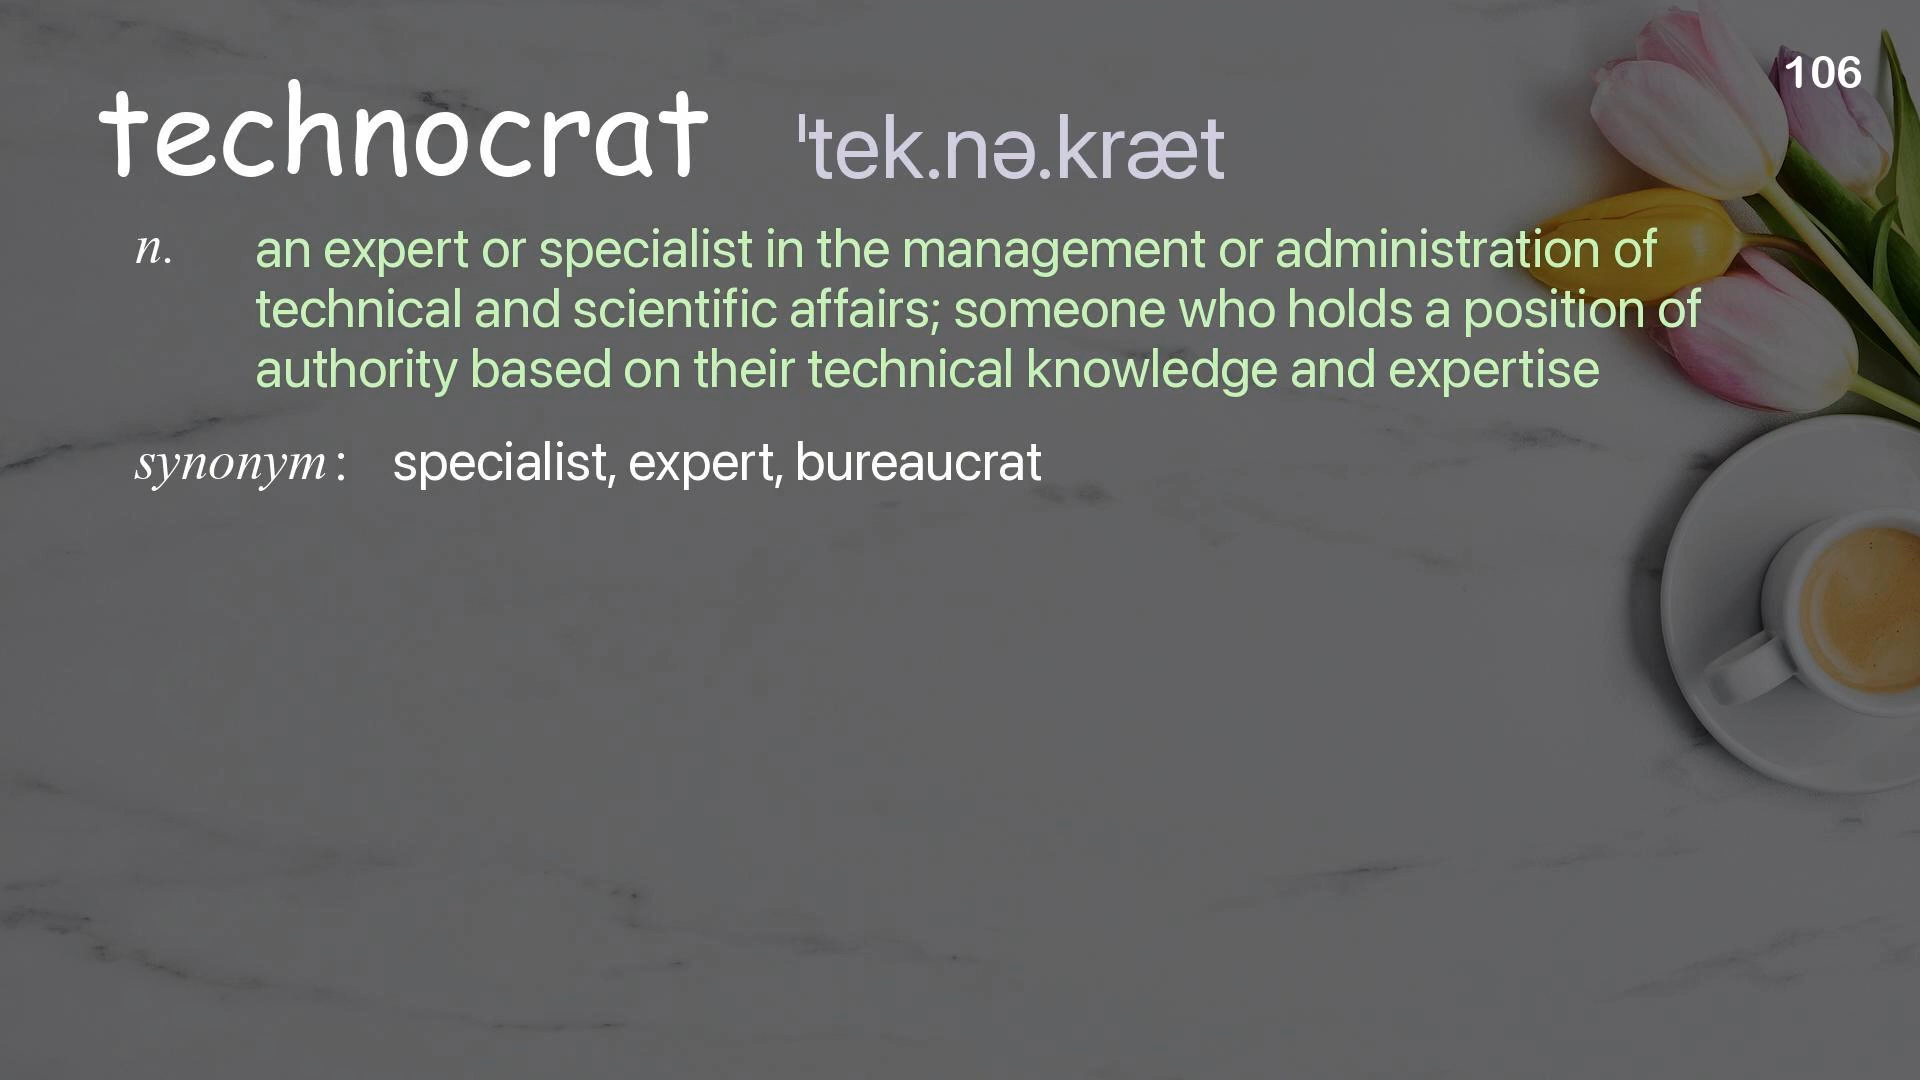 106
technocrat ˈtek.nə.kræt
n. an expert or specialist in the management or administration of
technical and scientific affairs; someone who holds a position of
authority based on their technical knowledge and expertise
synonym: specialist, expert, bureaucrat